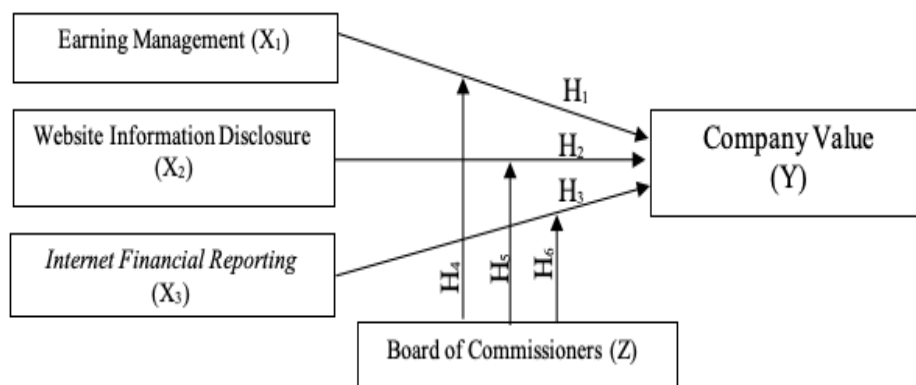 Earning Management (X₁)
H₁
Website Information Disclosure
(X₂)
H₂
Company Value
(Y)
H₃
Internet Financial Reporting
(X₃)
H₄
H₅
H₆
Board of Commissioners (Z)